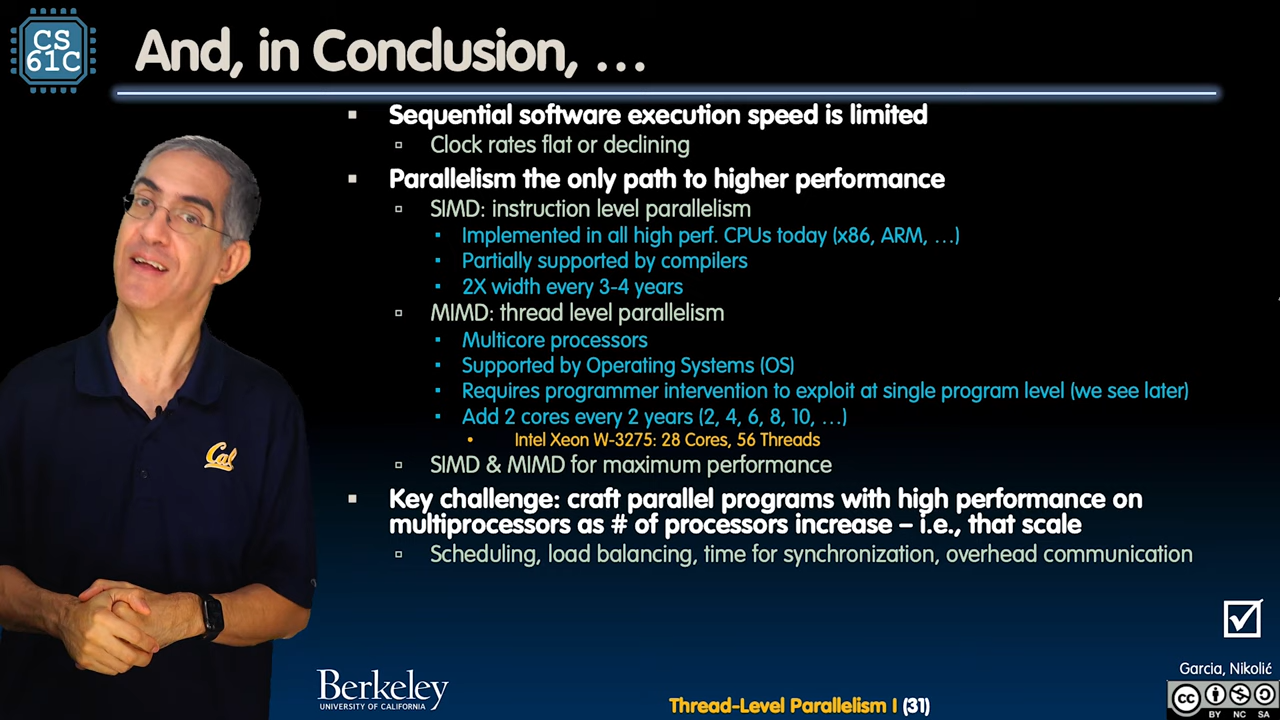 CS
61C
And, in Conclusion, …
Sequential software execution speed is limited
Clock rates flat or declining
Parallelism the only path to higher performance
SIMD: instruction level parallelism
Implemented in all high perf. CPUs today (x86, ARM, …)
Partially supported by compilers
2X width every 3-4 years
MIMD: thread level parallelism
Multicore processors
Supported by Operating Systems (OS)
Requires programmer intervention to exploit at single program level (we see later)
Add 2 cores every 2 years (2, 4, 6, 8, 10, …)
Intel Xeon W-3275: 28 Cores, 56 Threads
SIMD & MIMD for maximum performance
Key challenge: craft parallel programs with high performance on
multiprocessors as # of processors increase – i.e., that scale
Scheduling, load balancing, time for synchronization, overhead communication
Cal
Berkeley
UNIVERSITY OF CALIFORNIA
Thread-Level Parallelism I (31)
Garcia, Nikolić
cc
BY NC SA